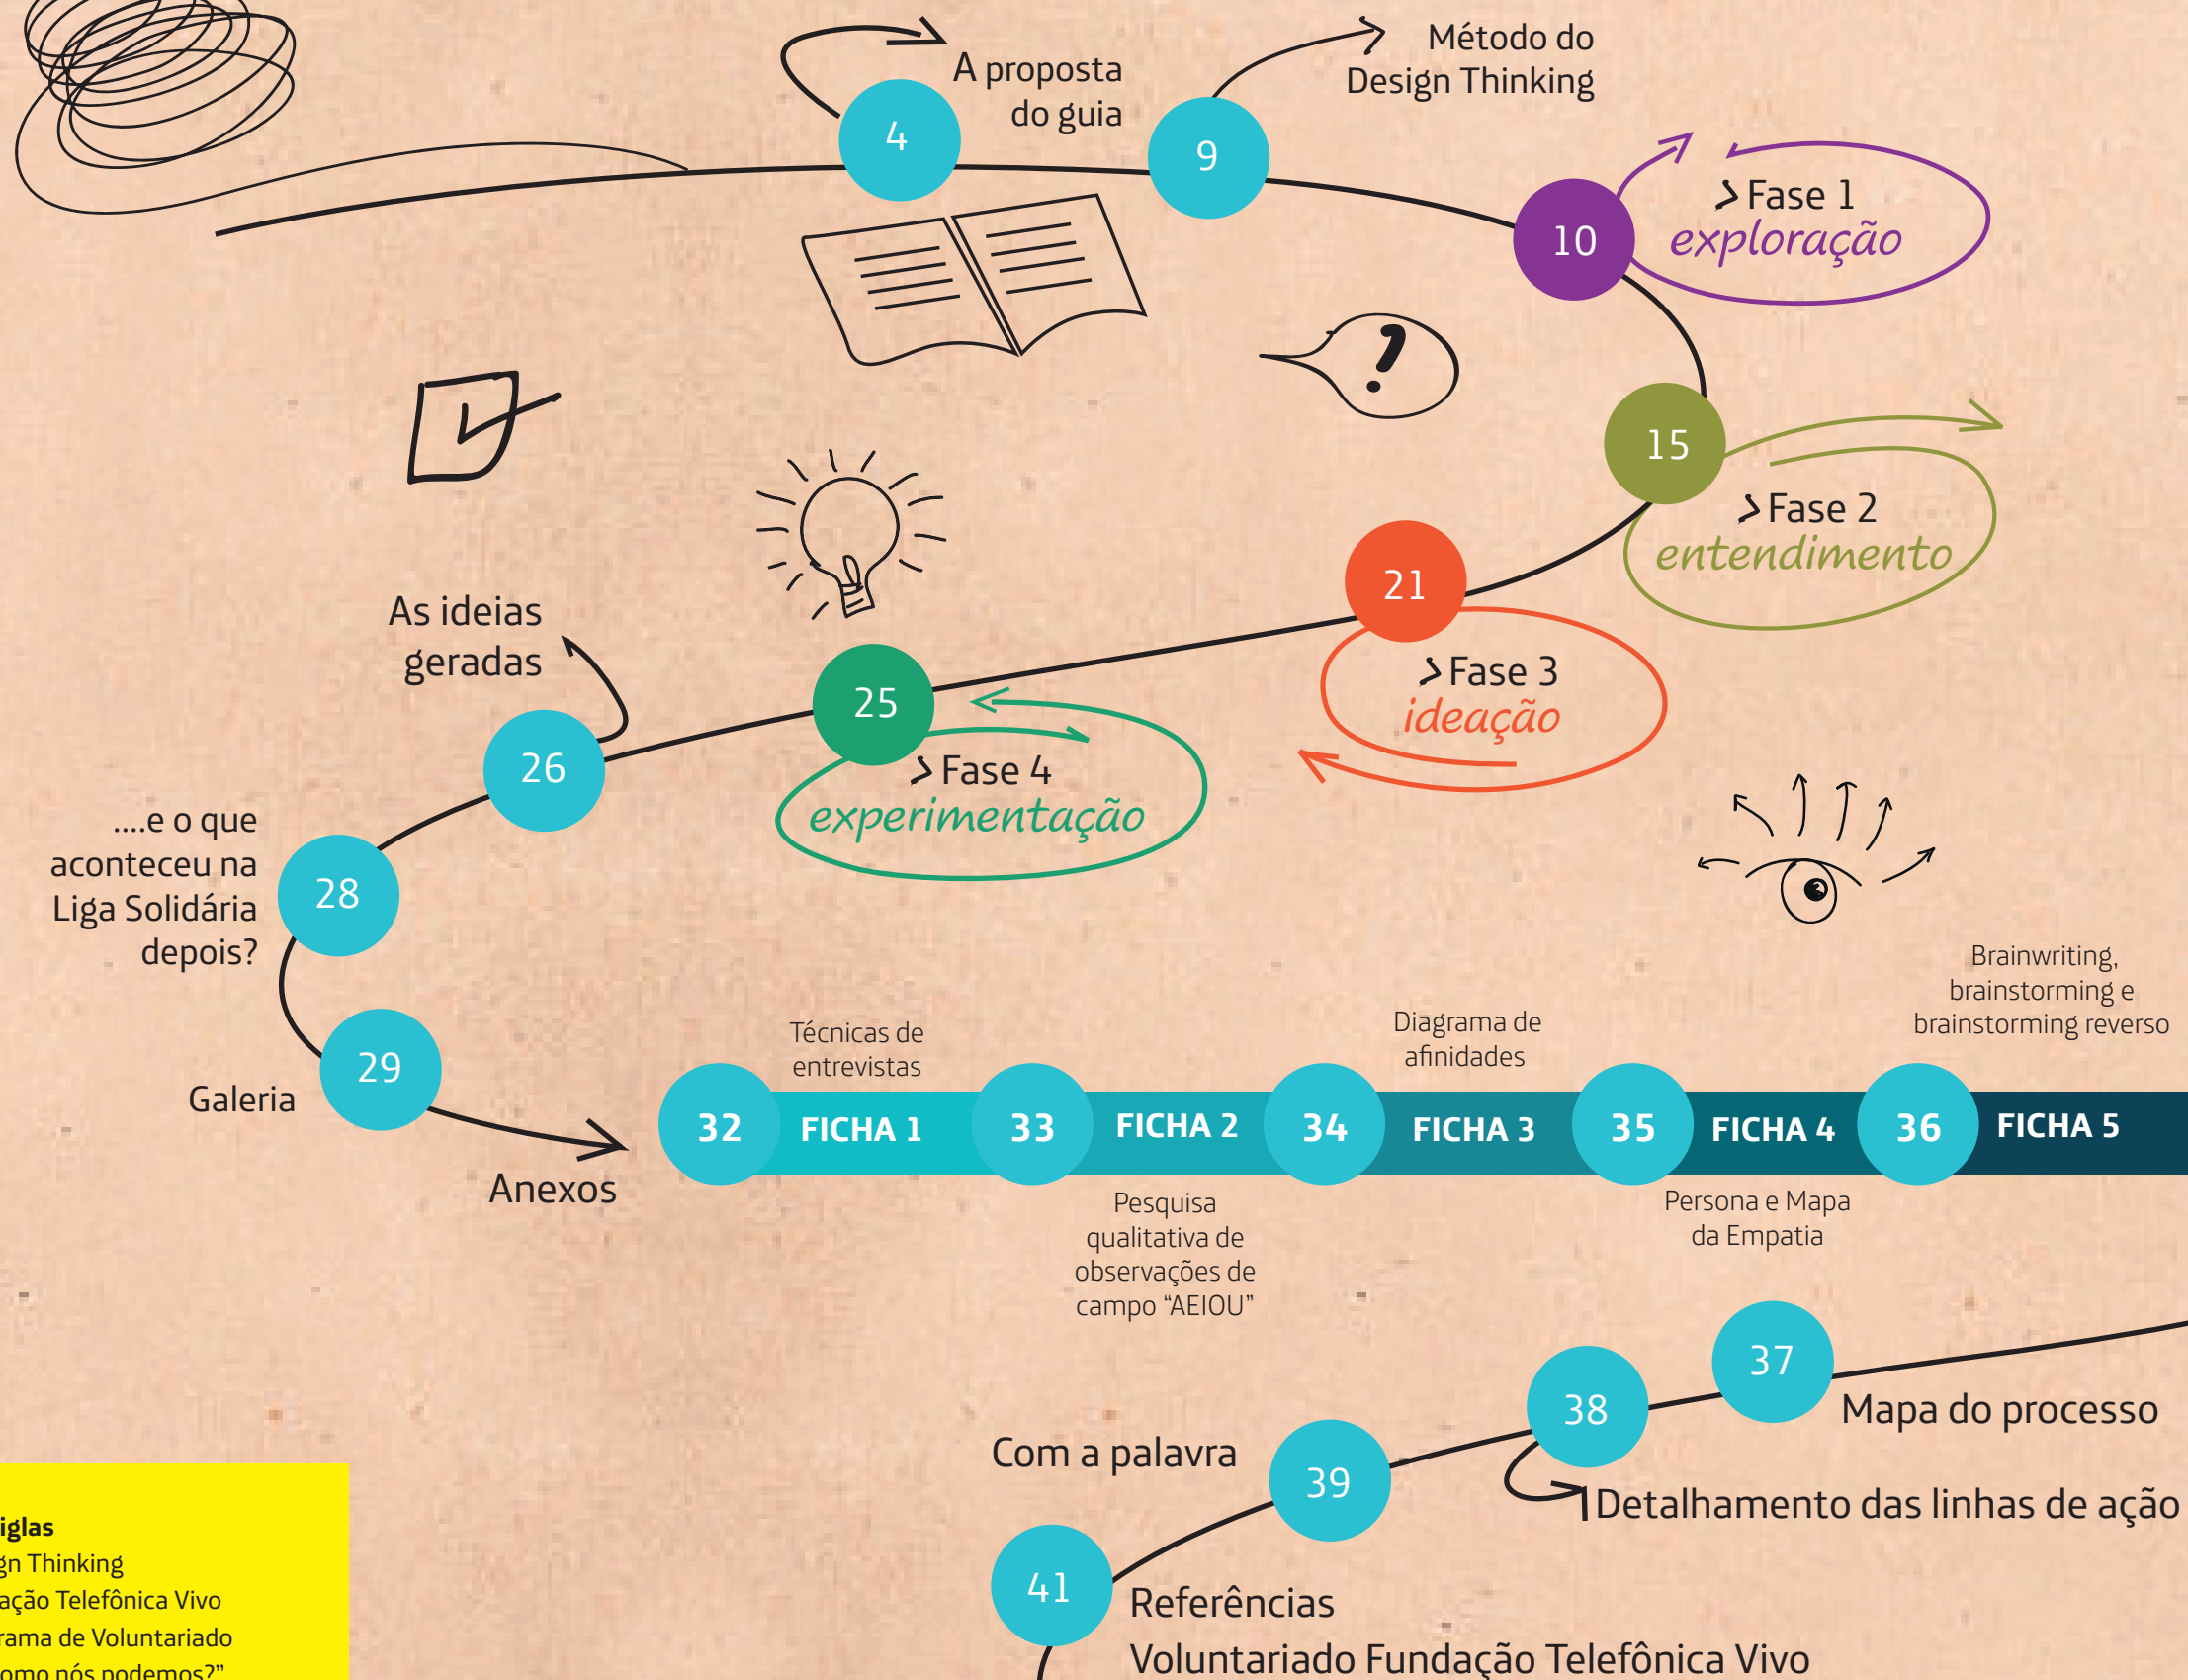 4
A proposta
do guia
9
Método do
Design Thinking
10
> Fase 1
exploração
15
> Fase 2
entendimento
21
> Fase 3
ideação
25
> Fase 4
experimentação
26
As ideias
geradas
28
....e o que
aconteceu na
Liga Solidária
depois?
29
Galeria
Anexos
32
FICHA 1
Técnicas de
entrevistas
33
FICHA 2
Pesquisa
qualitativa de
observações de
campo “AEIOU”
34
FICHA 3
Diagrama de
afinidades
35
FICHA 4
Persona e Mapa
da Empatia
36
FICHA 5
Brainwriting,
brainstorming e
brainstorming reverso
37
Mapa do processo
38
Detalhamento das linhas de ação
39
Com a palavra
41
Referências
Voluntariado Fundação Telefônica Vivo
iglas
gn Thinking
ação Telefônica Vivo
rama de Voluntariado
omo nós podemos?”